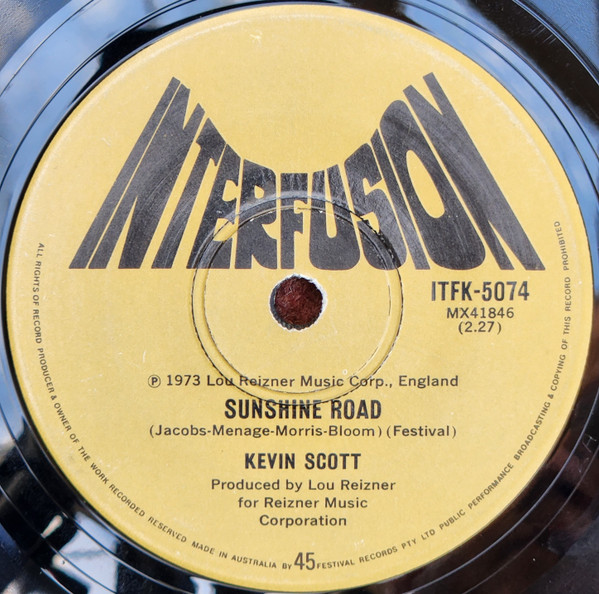 INTERFUSION
ITFK-5074
MX41846
(2.27)
Ⓟ 1973 Lou Reizner Music Corp., England
SUNSHINE ROAD
(Jacobs-Menage-Morris-Bloom) (Festival)
KEVIN SCOTT
Produced by Lou Reizner
for Reizner Music
Corporation
ALL RIGHTS OF RECORD PRODUCER & OWNER OF THE WORK RECORDED RESERVED MADE IN AUSTRALIA BY 45 FESTIVAL RECORDS PTY LTD PUBLIC PERFORMANCE BROADCASTING & COPYING OF THIS RECORD PROHIBITED